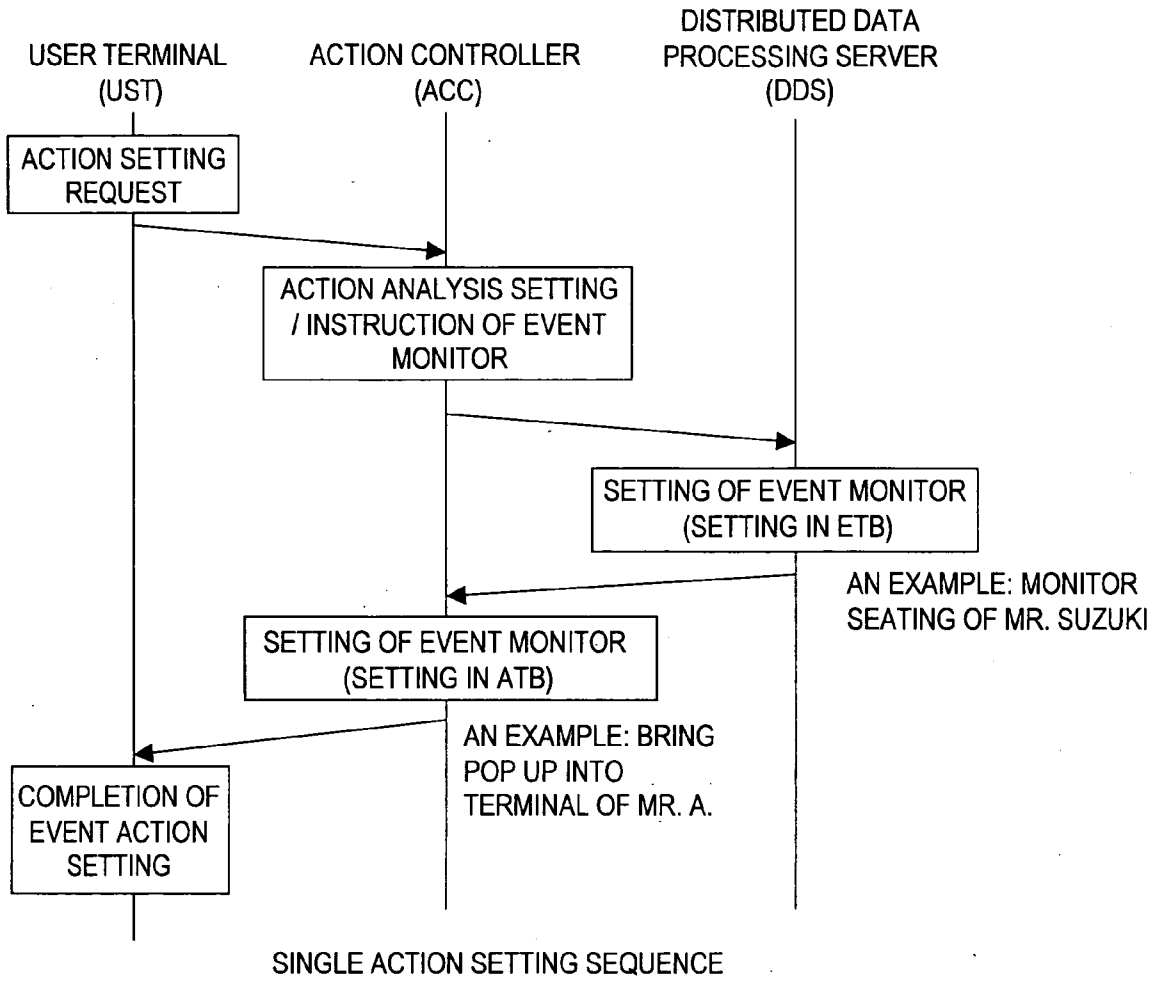 USER TERMINAL
(UST)
ACTION CONTROLLER
(ACC)
DISTRIBUTED DATA
PROCESSING SERVER
(DDS)
ACTION SETTING
REQUEST
ACTION ANALYSIS SETTING
/ INSTRUCTION OF EVENT
MONITOR
SETTING OF EVENT MONITOR
(SETTING IN ETB)
AN EXAMPLE: MONITOR
SEATING OF MR. SUZUKI
SETTING OF EVENT MONITOR
(SETTING IN ATB)
AN EXAMPLE: BRING
POP UP INTO
TERMINAL OF MR. A.
COMPLETION OF
EVENT ACTION
SETTING
SINGLE ACTION SETTING SEQUENCE